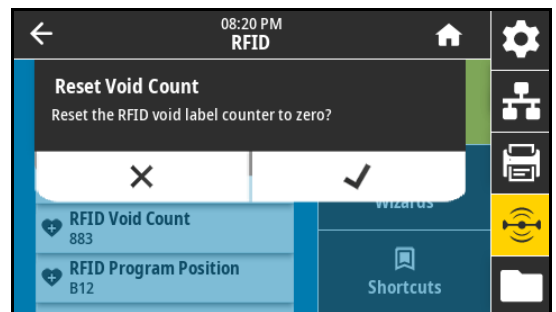 08:20 PM
RFID
Reset Void Count
Reset the RFID void label counter to zero?
Wizards
RFID Void Count
883
RFID Program Position
B12
Shortcuts